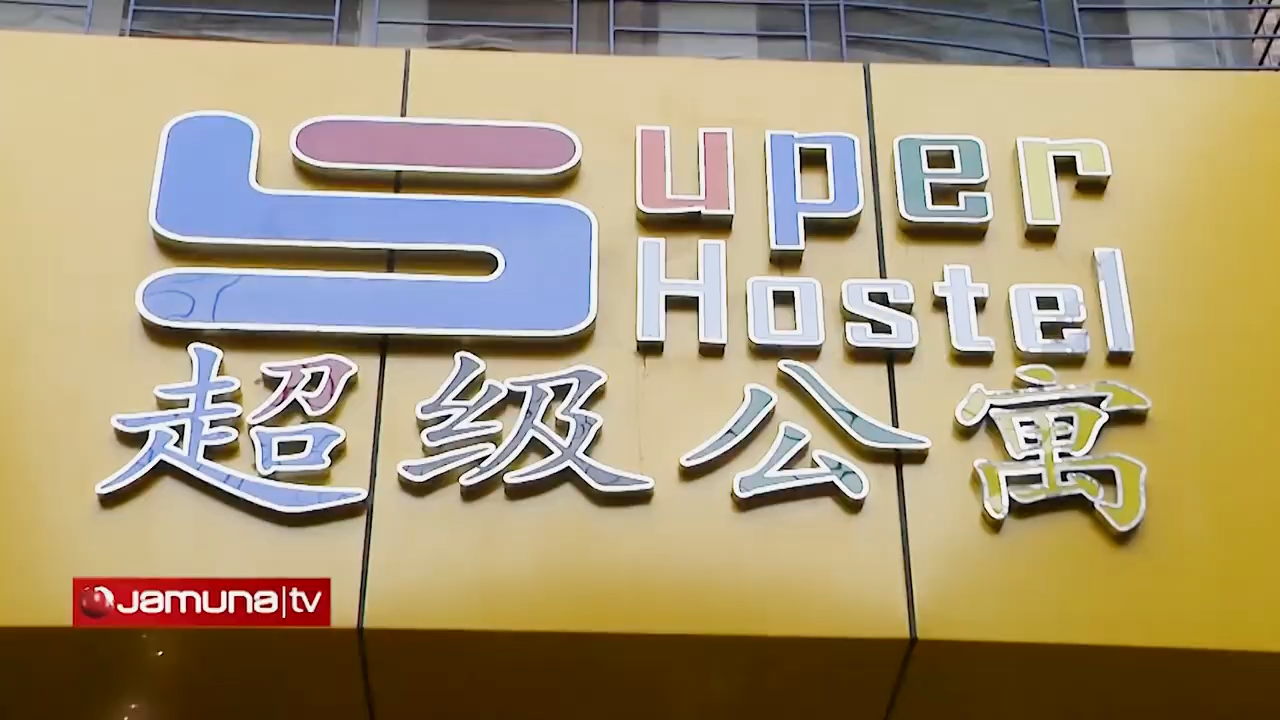 Super
Hostel
超级公寓
Jamuna|tv